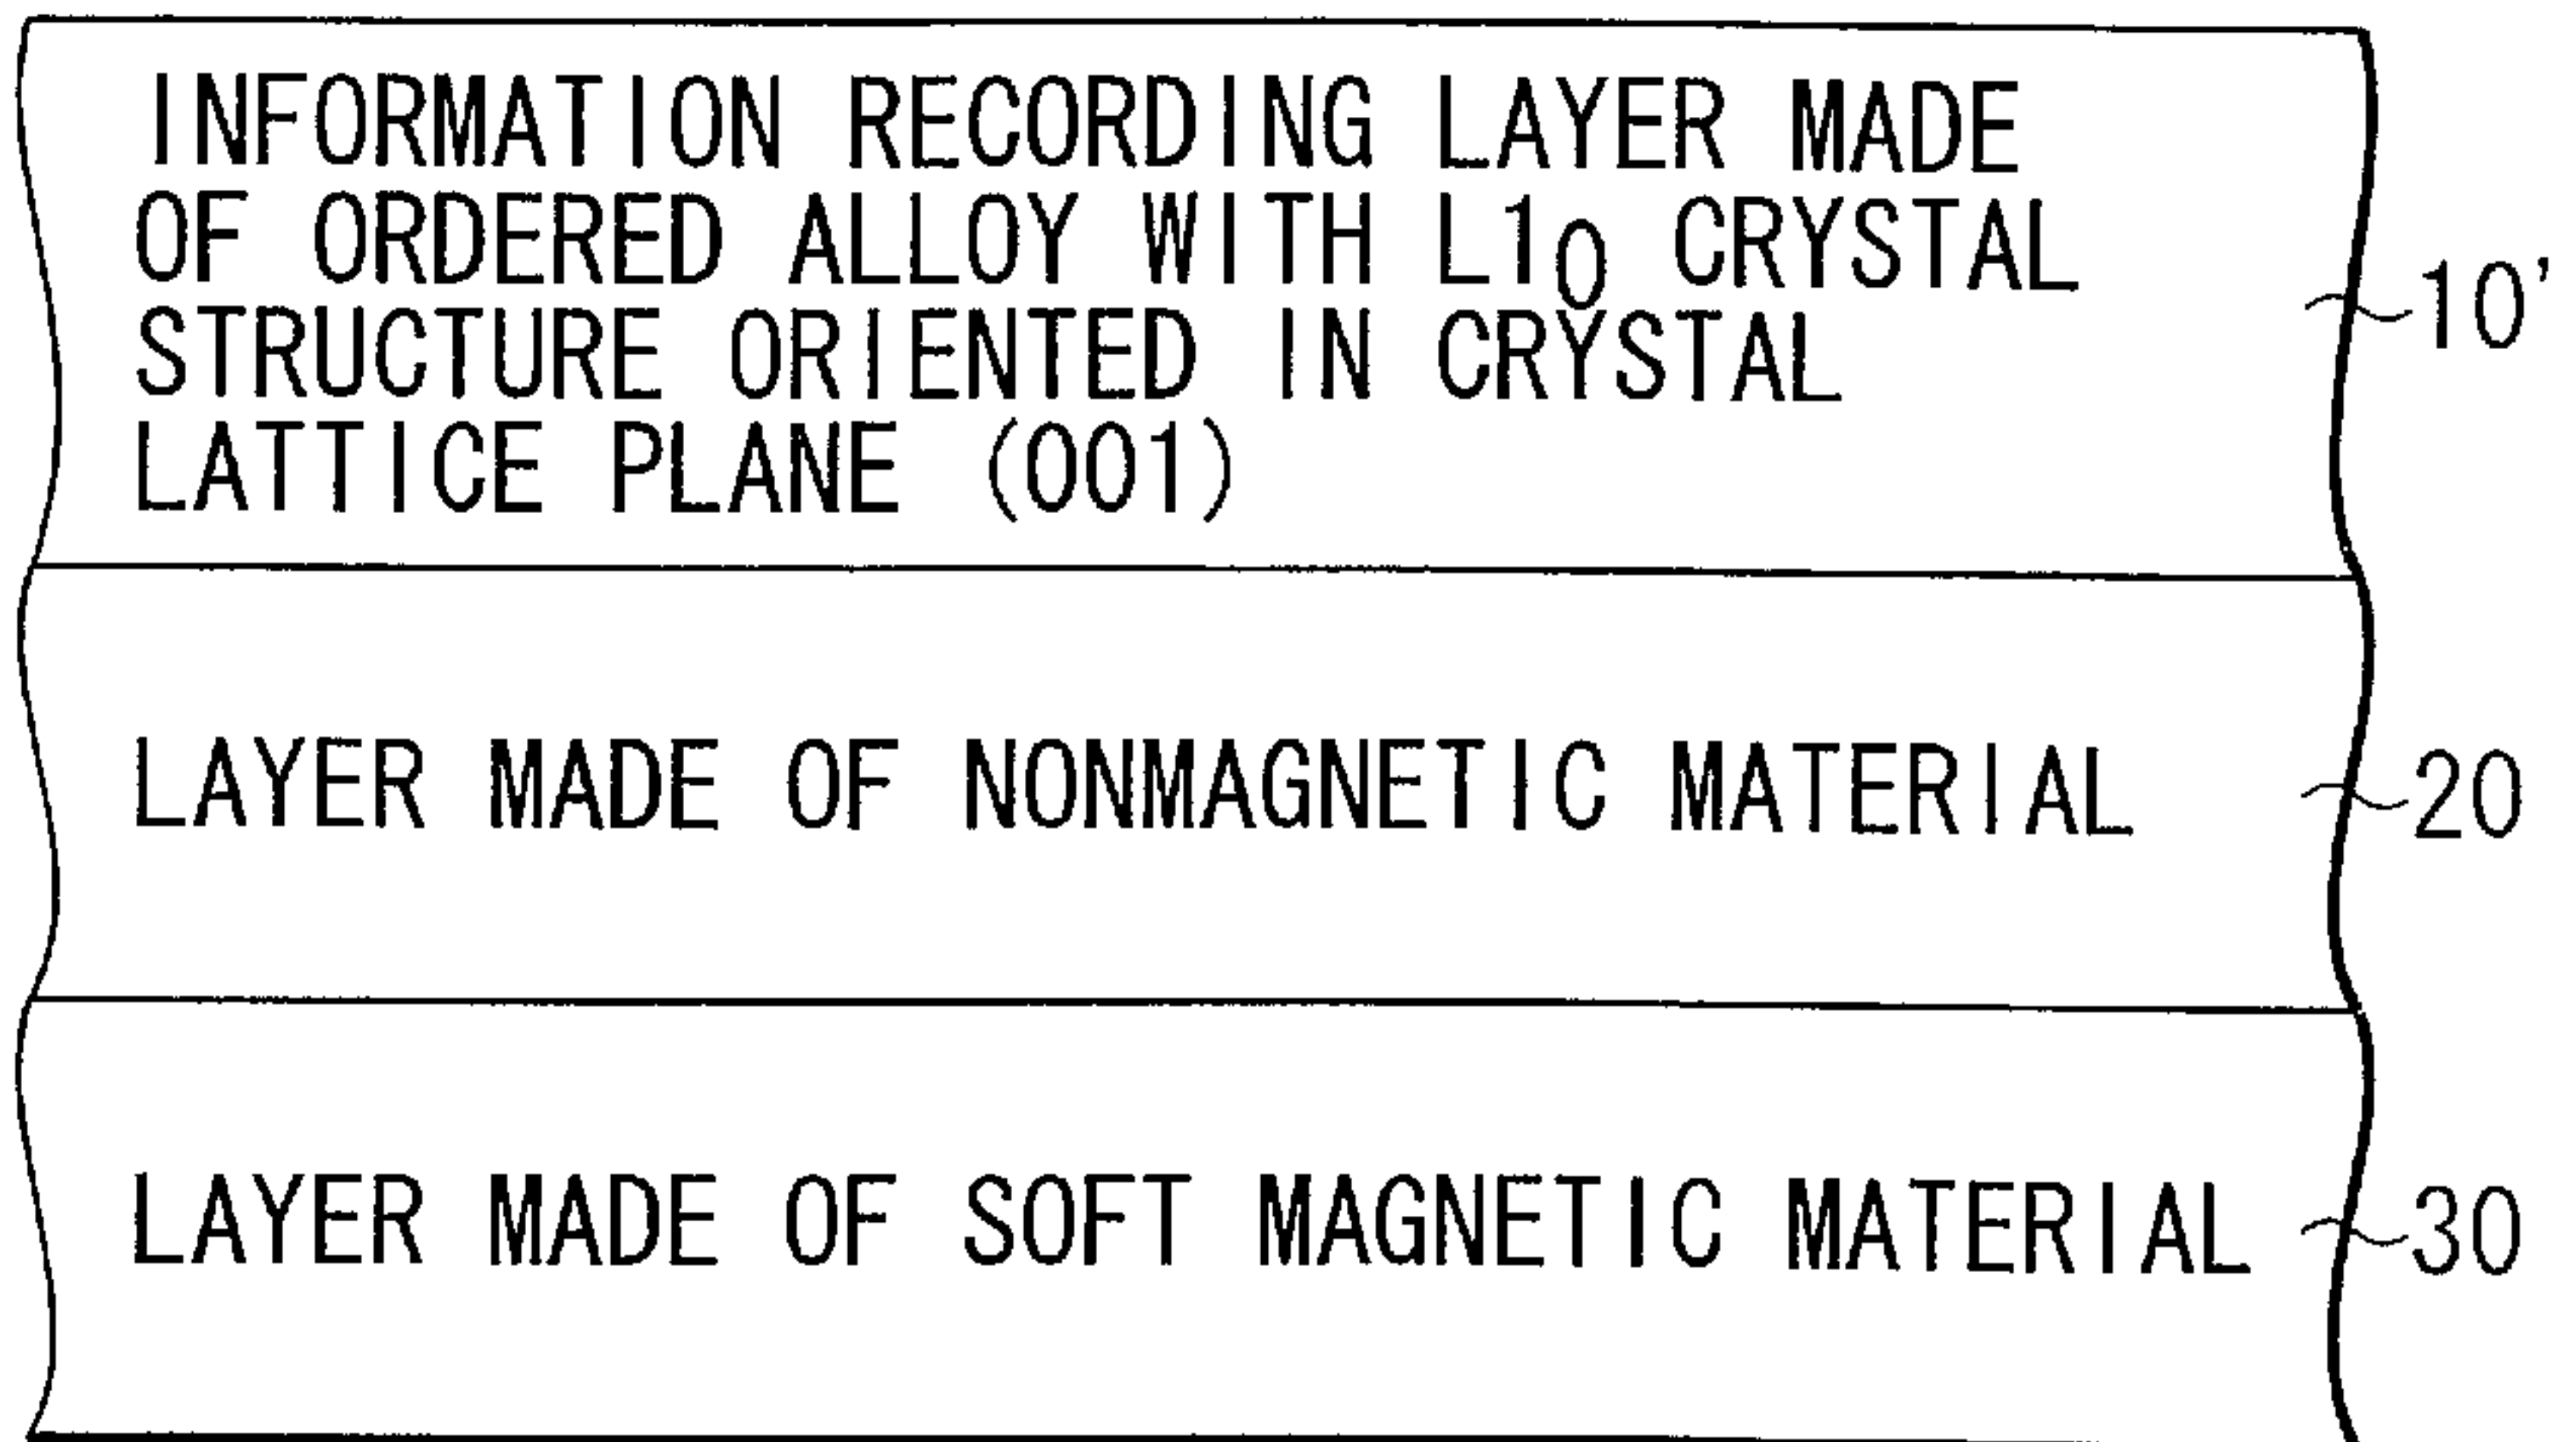 INFORMATION RECORDING LAYER MADE
OF ORDERED ALLOY WITH L1₀ CRYSTAL
STRUCTURE ORIENTED IN CRYSTAL
LATTICE PLANE (001)
10'
LAYER MADE OF NONMAGNETIC MATERIAL
20
LAYER MADE OF SOFT MAGNETIC MATERIAL
30